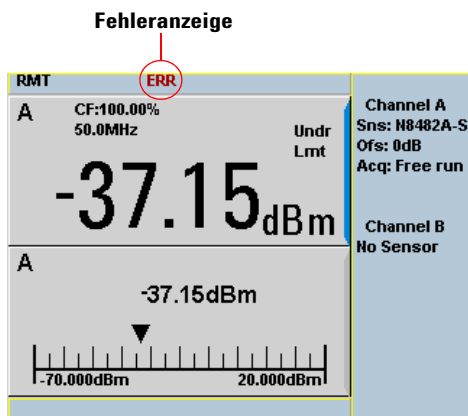 Fehleranzeige
RMT ERR
A CF:100.00%
50.0MHz
Undr
Lmt
-37.15dBm
A
-37.15dBm
-70.000dBm 20.000dBm
Channel A
Sns: N8482A-S
Ofs: 0dB
Acq: Free run
Channel B
No Sensor